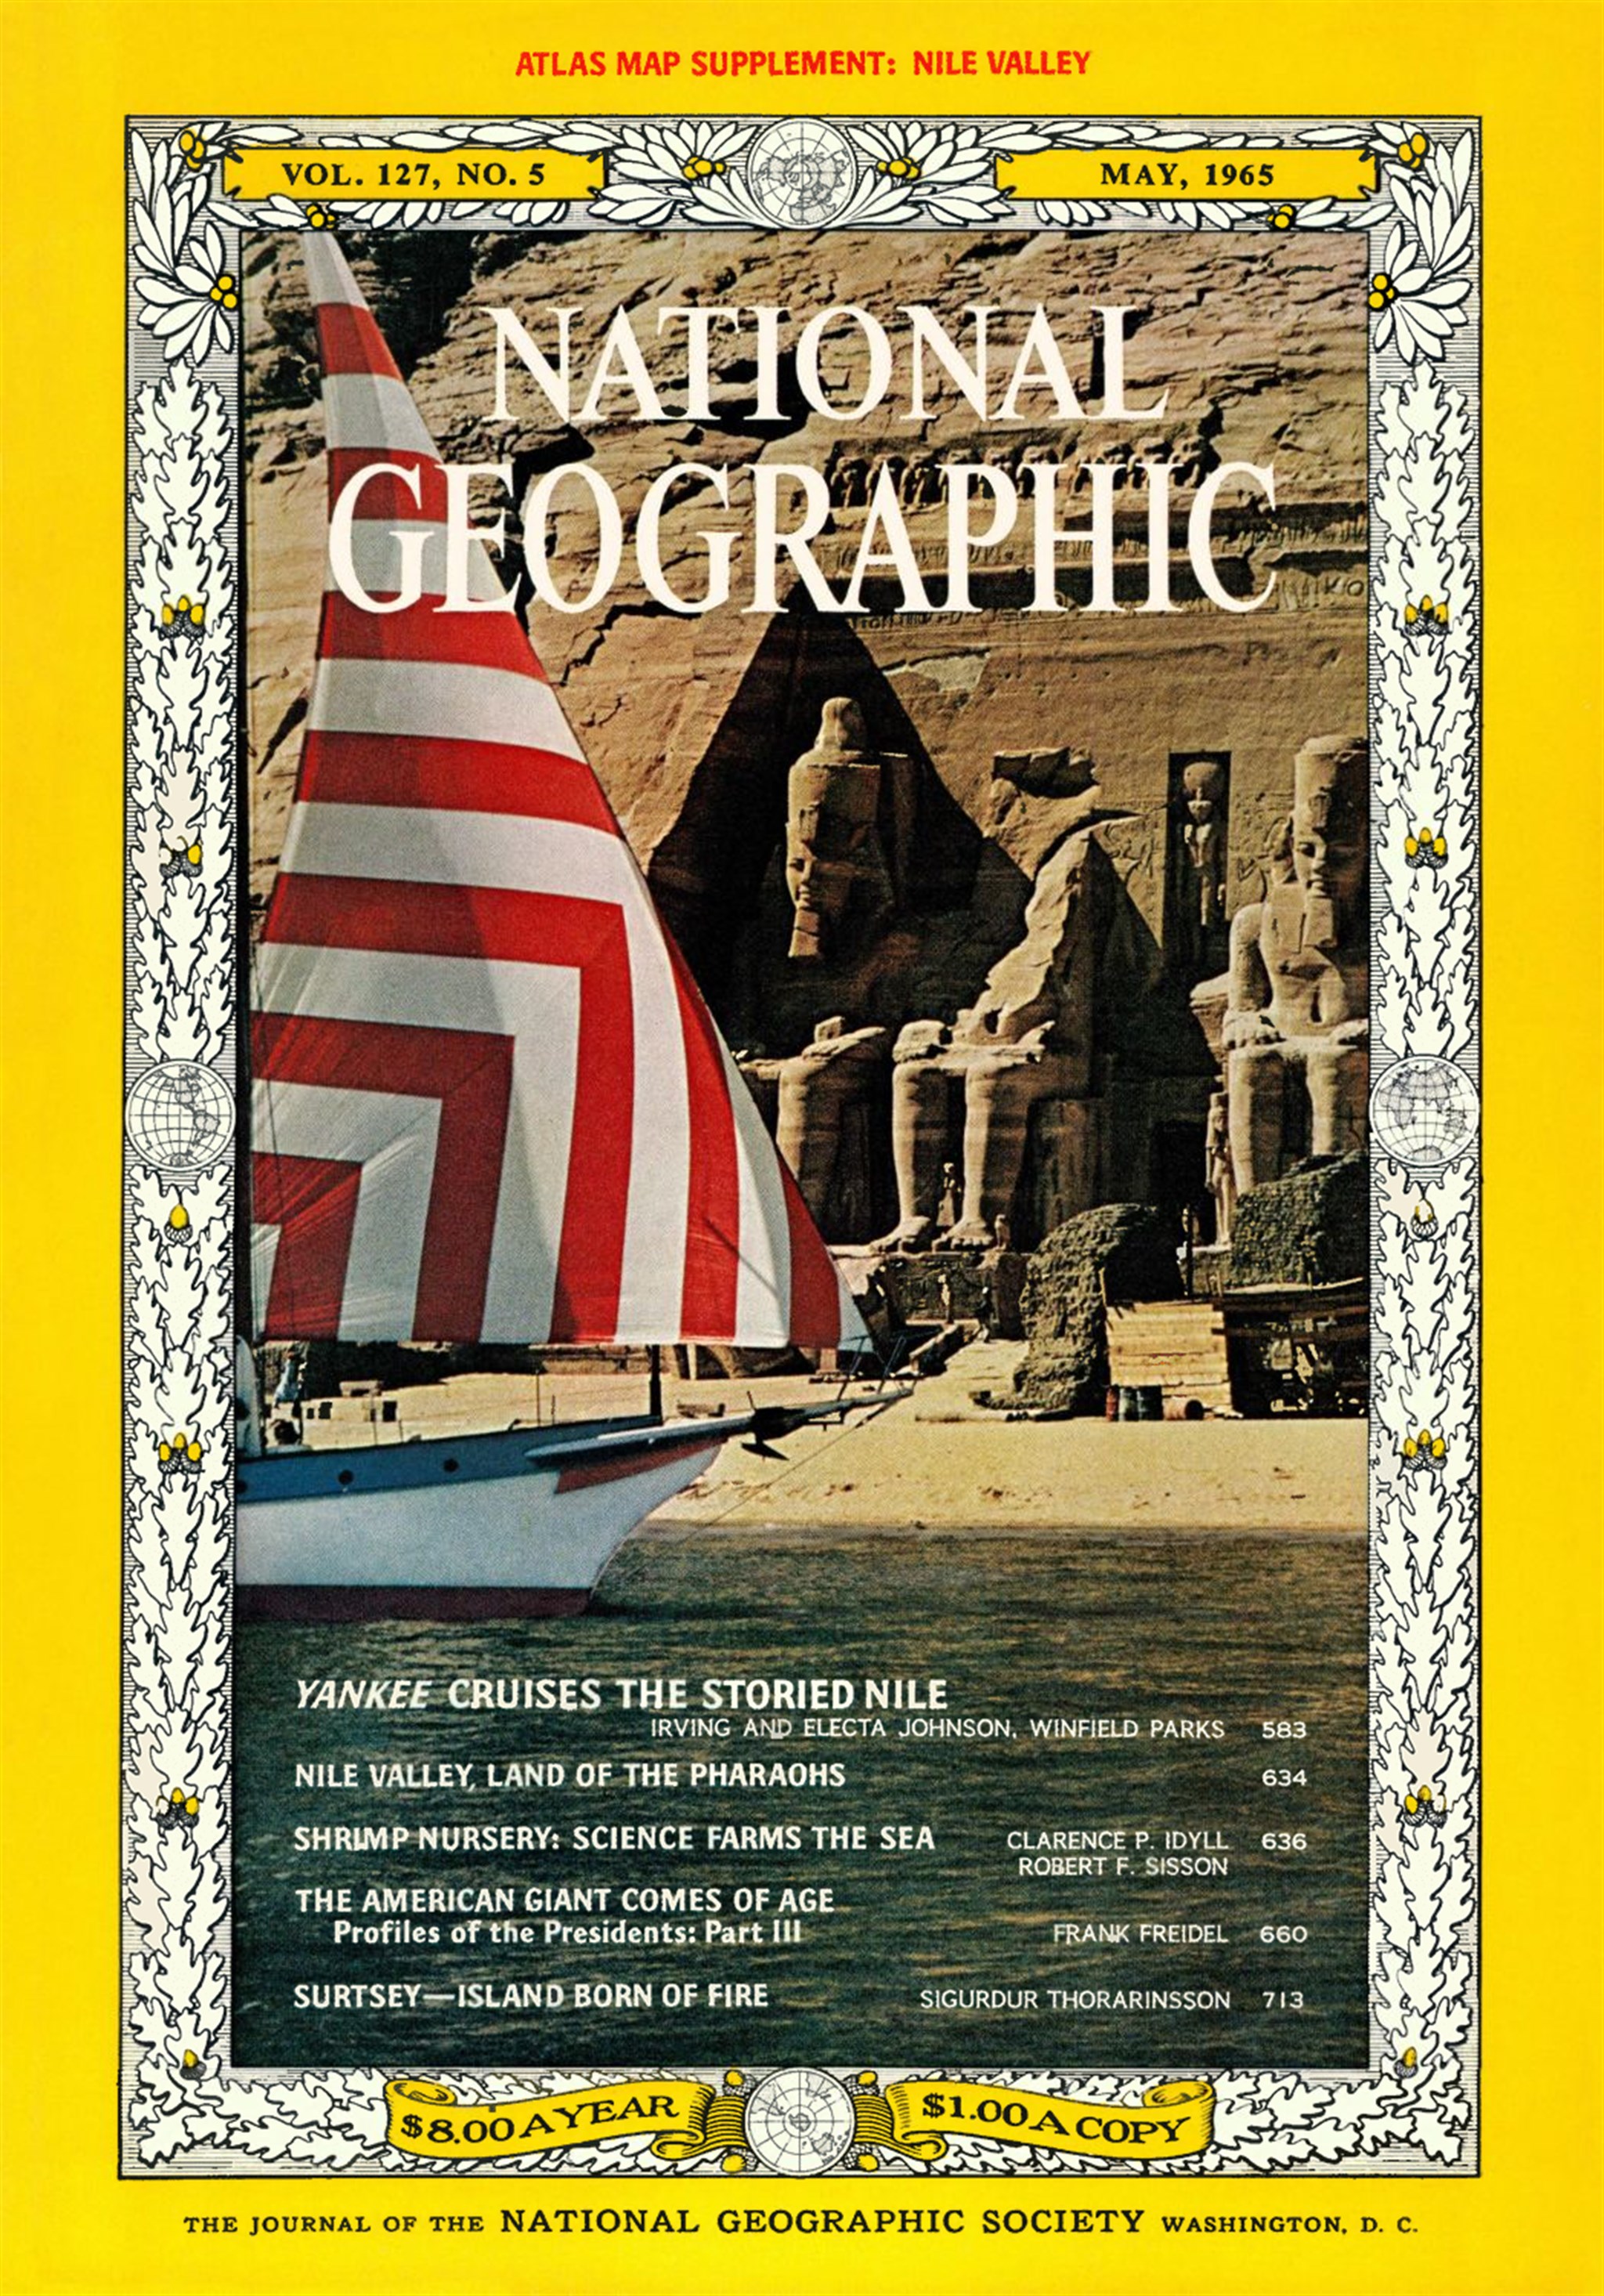 ATLAS MAP SUPPLEMENT: NILE VALLEY
VOL. 127, NO. 5
MAY, 1965
NATIONAL
GEOGRAPHIC
YANKEE CRUISES THE STORIED NILE
IRVING AND ELECTA JOHNSON, WINFIELD PARKS 583
NILE VALLEY, LAND OF THE PHARAOHS 634
SHRIMP NURSERY: SCIENCE FARMS THE SEA CLARENCE P. IDYLL 636
ROBERT F. SISSON
THE AMERICAN GIANT COMES OF AGE
Profiles of the Presidents: Part III FRANK FREIDEL 660
SURTSEY—ISLAND BORN OF FIRE SIGURDUR THORARINSSON 713
$8.00 A YEAR
$1.00 A COPY
THE JOURNAL OF THE NATIONAL GEOGRAPHIC SOCIETY WASHINGTON, D. C.